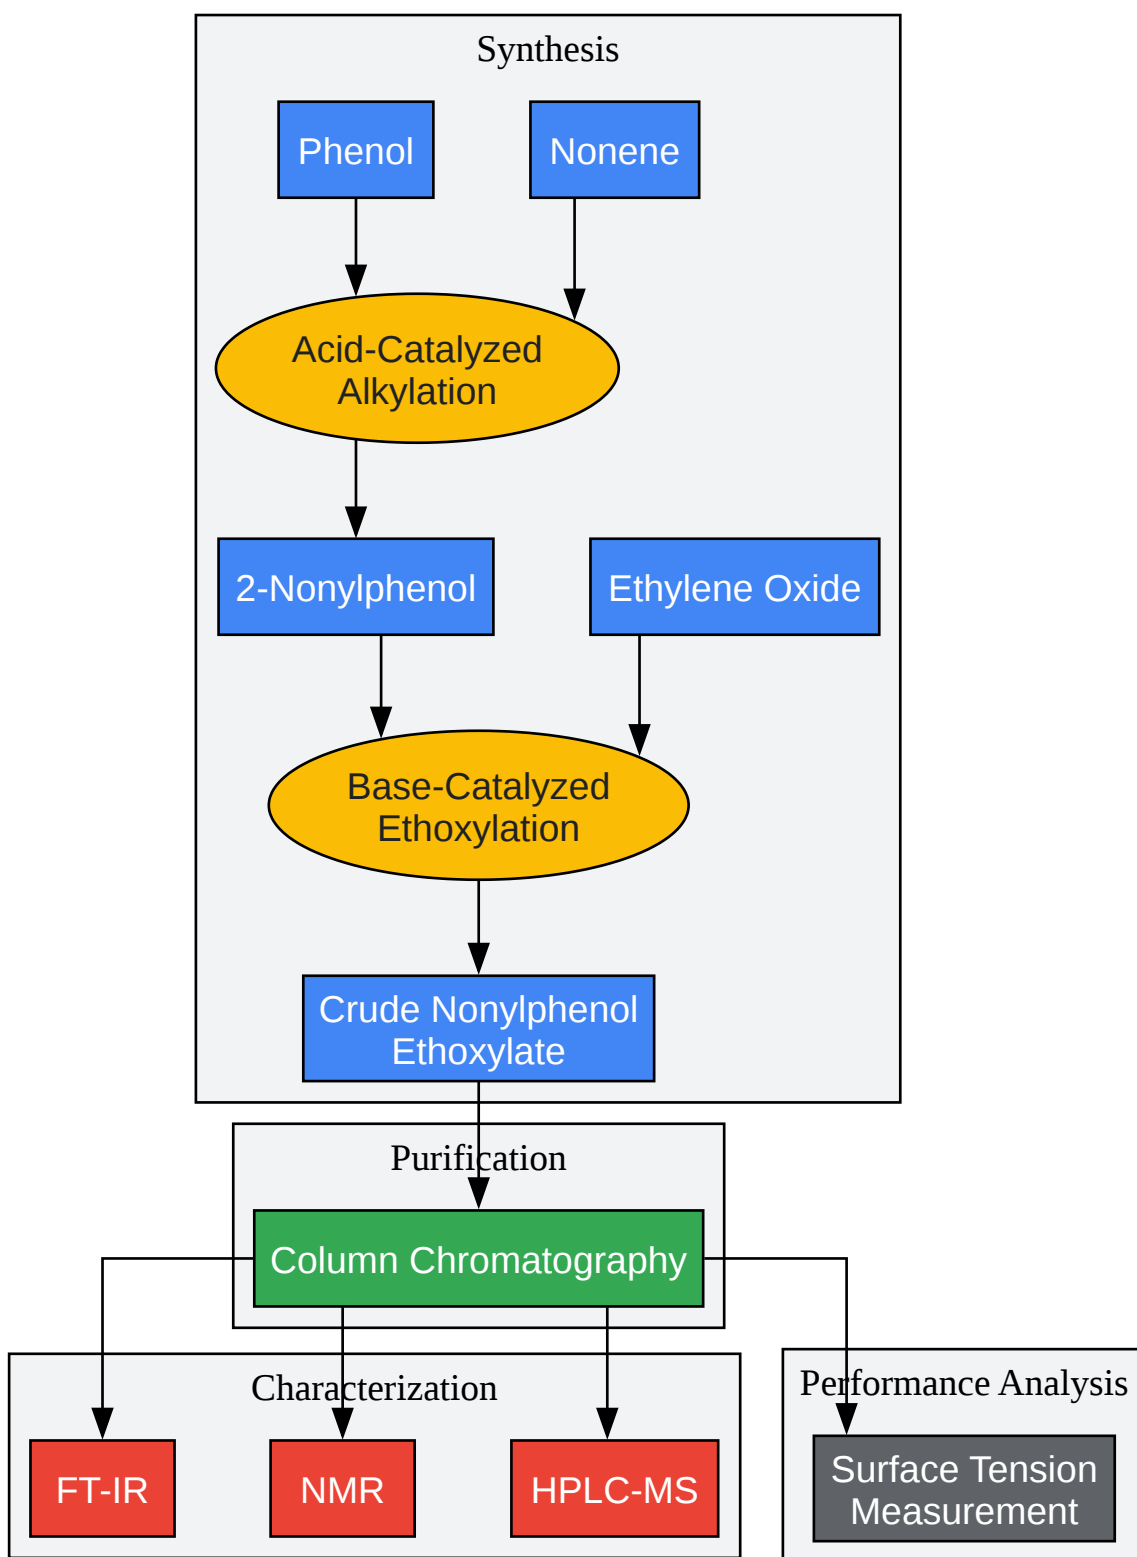 Synthesis
Phenol
Nonene
Acid-Catalyzed
Alkylation
2-Nonylphenol
Ethylene Oxide
Base-Catalyzed
Ethoxylation
Crude Nonylphenol
Ethoxylate
Purification
Column Chromatography
Characterization
Performance Analysis
FT-IR
NMR
HPLC-MS
Surface Tension
Measurement